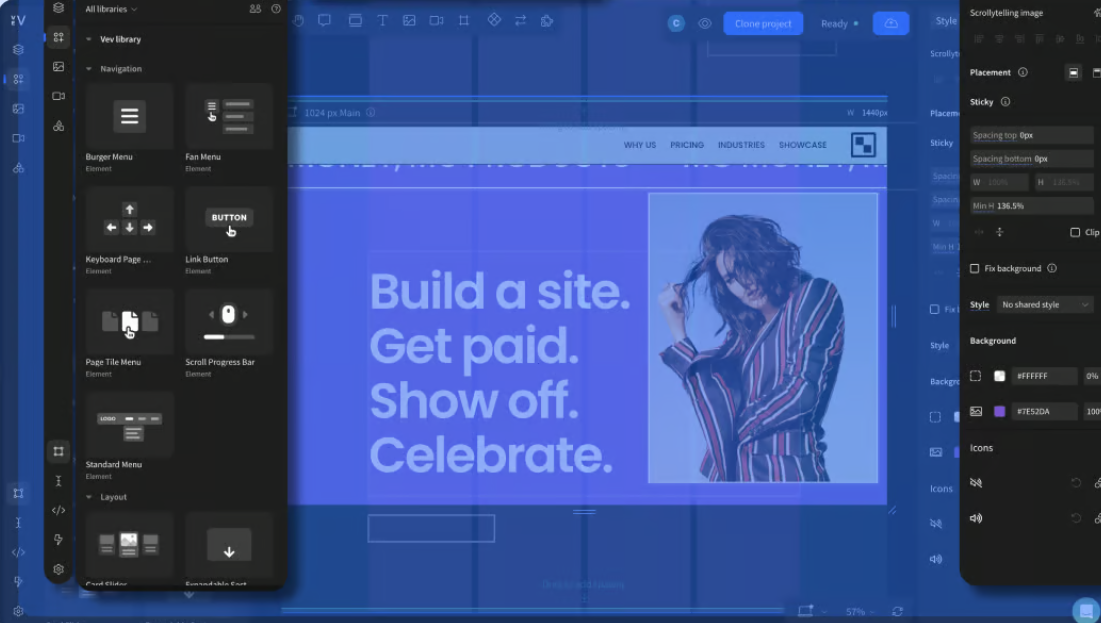 All libraries
Vev library
Navigation
Burger Menu
Element
Fan Menu
Element
Keyboard Page ...
Element
BUTTON
Link Button
Element
Page Tile Menu
Element
Scroll Progress Bar
Element
LOGO
Standard Menu
Element
Layout
C
Clone project
Ready
1024 px Main
W 1440px
WHY US PRICING INDUSTRIES SHOWCASE
Build a site.
Get paid.
Show off.
Celebrate.
57%
Style
Sticky
Style
Icons
Scrollytelling image
Placement
Sticky
Spacing top 0px
Spacing bottom 0px
W 100% H 136.5%
Min H 136.5%
Clip
Fix background
Style No shared style
Background
#FFFFFF 0%
#7E52DA 100%
Icons